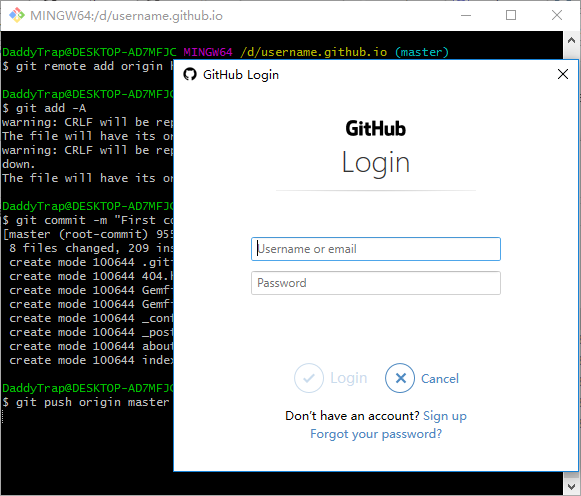 MINGW64:/d/username.github.io
DaddyTrap@DESKTOP-AD7MFJC MINGW64 /d/username.github.io (master)
$ git remote add origin
DaddyTrap@DESKTOP-AD7MFJC
$ git add -A
warning: CRLF will be rep
The file will have its or
warning: CRLF will be rep
down.
The file will have its or
DaddyTrap@DESKTOP-AD7MFJC
$ git commit -m "First co
[master (root-commit) 955
8 files changed, 209 ins
create mode 100644 .giti
create mode 100644 404.h
create mode 100644 Gemfi
create mode 100644 Gemfi
create mode 100644 _conf
create mode 100644 _post
create mode 100644 about
create mode 100644 index
DaddyTrap@DESKTOP-AD7MFJC
$ git push origin master
GitHub Login
GitHub
Login
Username or email
Password
Login
Cancel
Don't have an account? Sign up
Forgot your password?